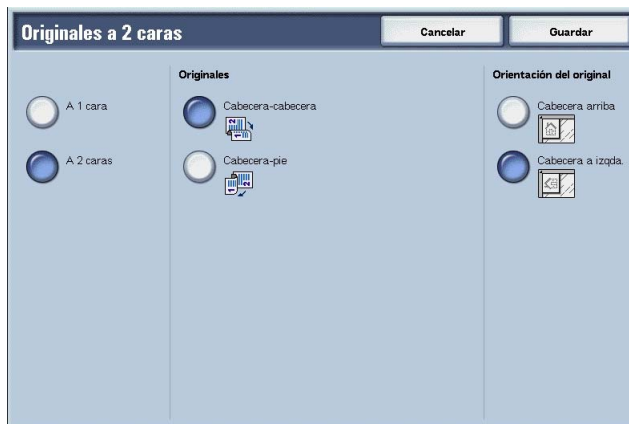 Originales a 2 caras
Cancelar
Guardar
A 1 cara
A 2 caras
Originales
Cabecera-cabecera
Cabecera-pie
Orientación del original
Cabecera arriba
Cabecera a izqda.